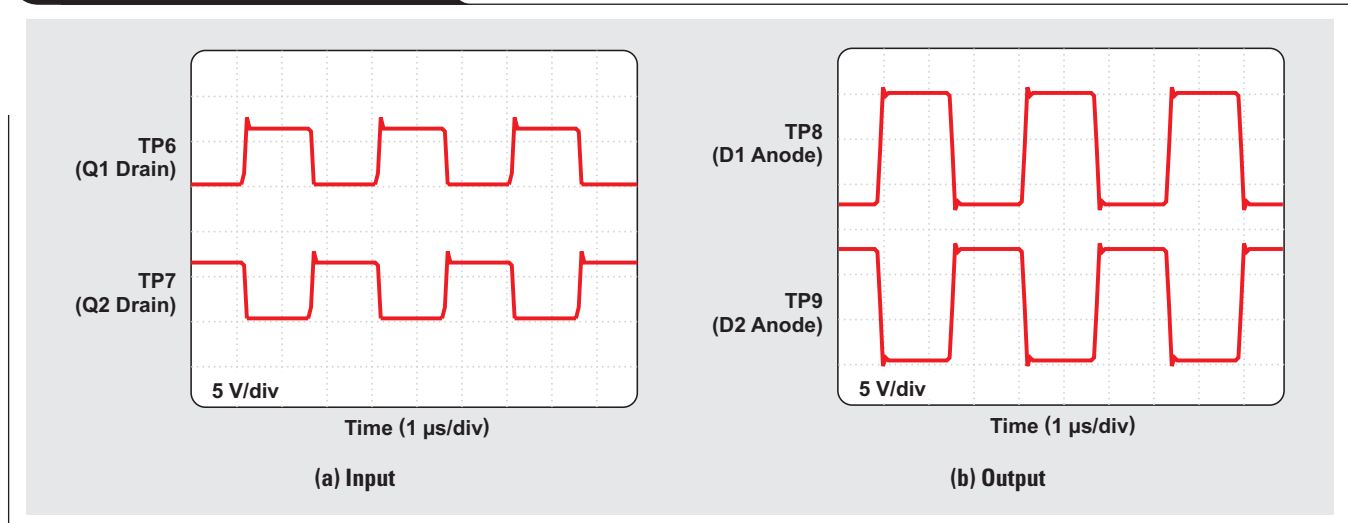 TP6
(Q1 Drain)
TP7
(Q2 Drain)
5 V/div
Time (1 µs/div)
(a) Input
TP8
(D1 Anode)
TP9
(D2 Anode)
5 V/div
Time (1 µs/div)
(b) Output